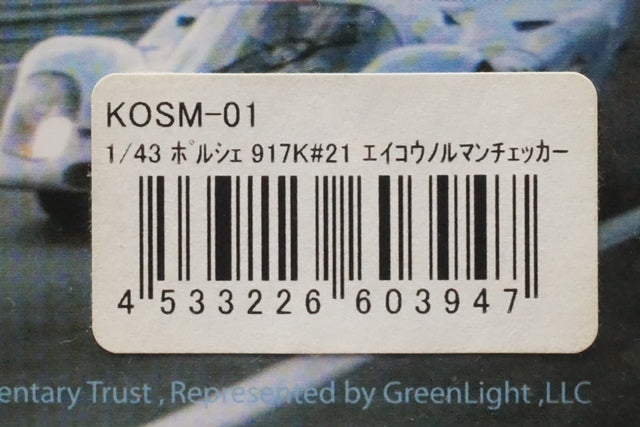 KOSM-01
1/43 ﾎﾟﾙｼｪ 917K#21 ｴｲｺｳﾉﾙﾏﾝﾁｪｯｶｰ
4 533226 603947
entary Trust , Represented by GreenLight ,LLC